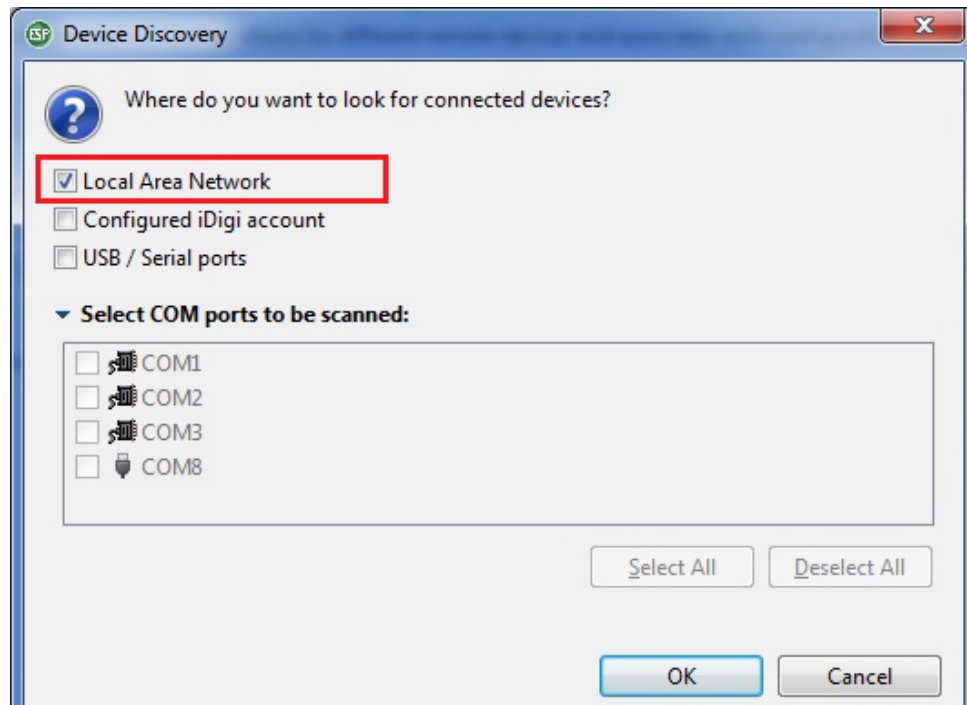 ESP Device Discovery
X
Where do you want to look for connected devices?
Local Area Network
Configured iDigi account
USB / Serial ports
Select COM ports to be scanned:
COM1
COM2
COM3
COM8
Select All Deselect All
OK Cancel